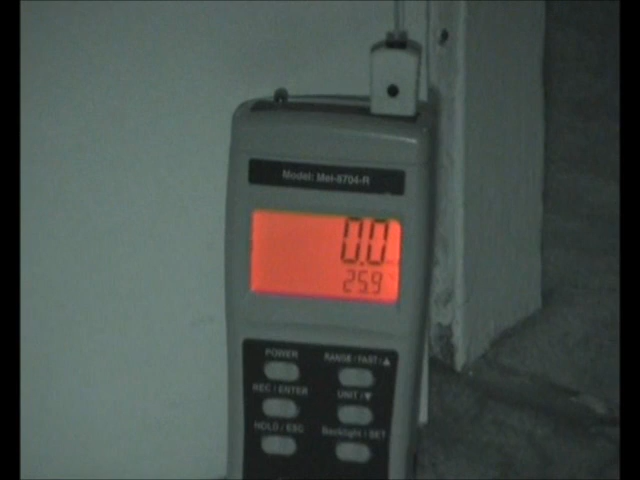 Model: Mel-8704-R
0.0
25.9
POWER RANGE / FAST / ▲
REC / ENTER UNIT / ▼
HOLD / ESC Backlight / SET